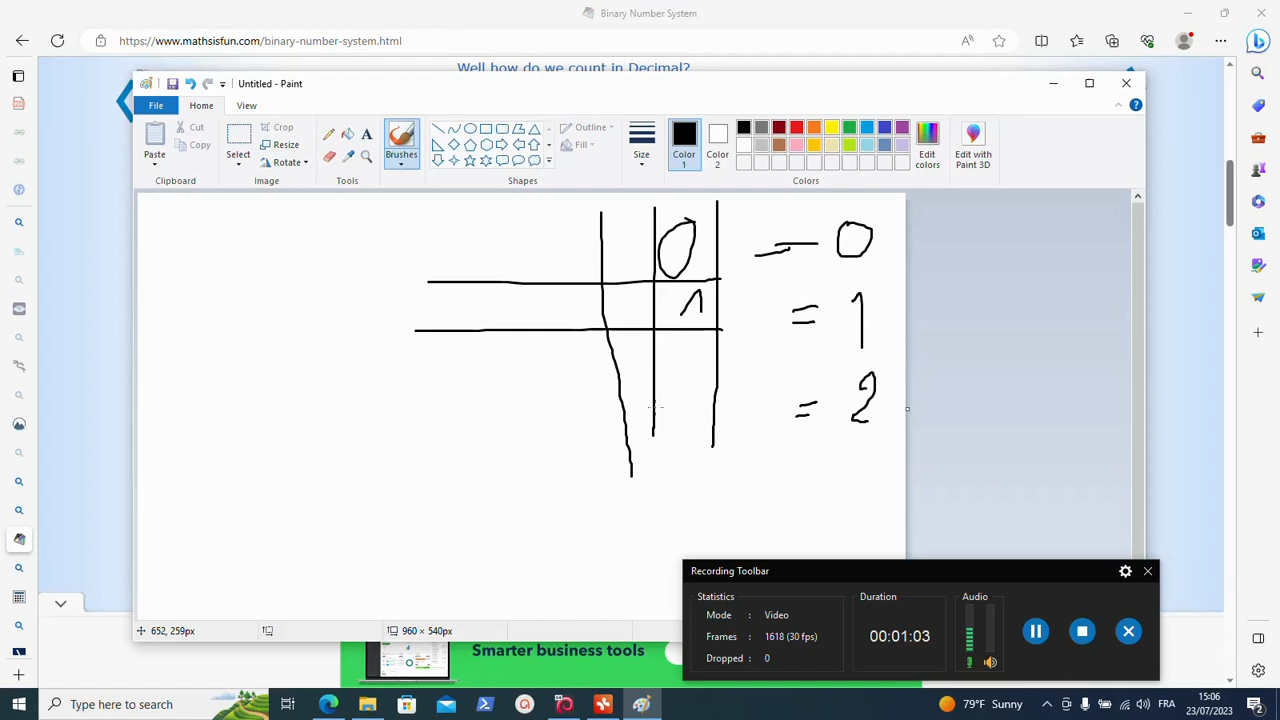 Binary Number System
https://www.mathsisfun.com/binary-number-system.html
Well how do we count in Decimal?
Untitled - Paint
File Home View
Paste
Cut
Copy
Clipboard
Select
Crop
Resize
Rotate
Image
A
Tools
Brushes
Outline
Fill
Shapes
Size
Color 1
Color 2
Edit colors
Colors
Edit with Paint 3D
0 = 0
1 = 1
= 2
652, 259px
960 × 540px
Recording Toolbar
Statistics
Mode : Video
Frames : 1618 (30 fps)
Dropped : 0
Duration
00:01:03
Audio
Smarter business tools
Type here to search
79°F Sunny
FRA
15:06
23/07/2023
2